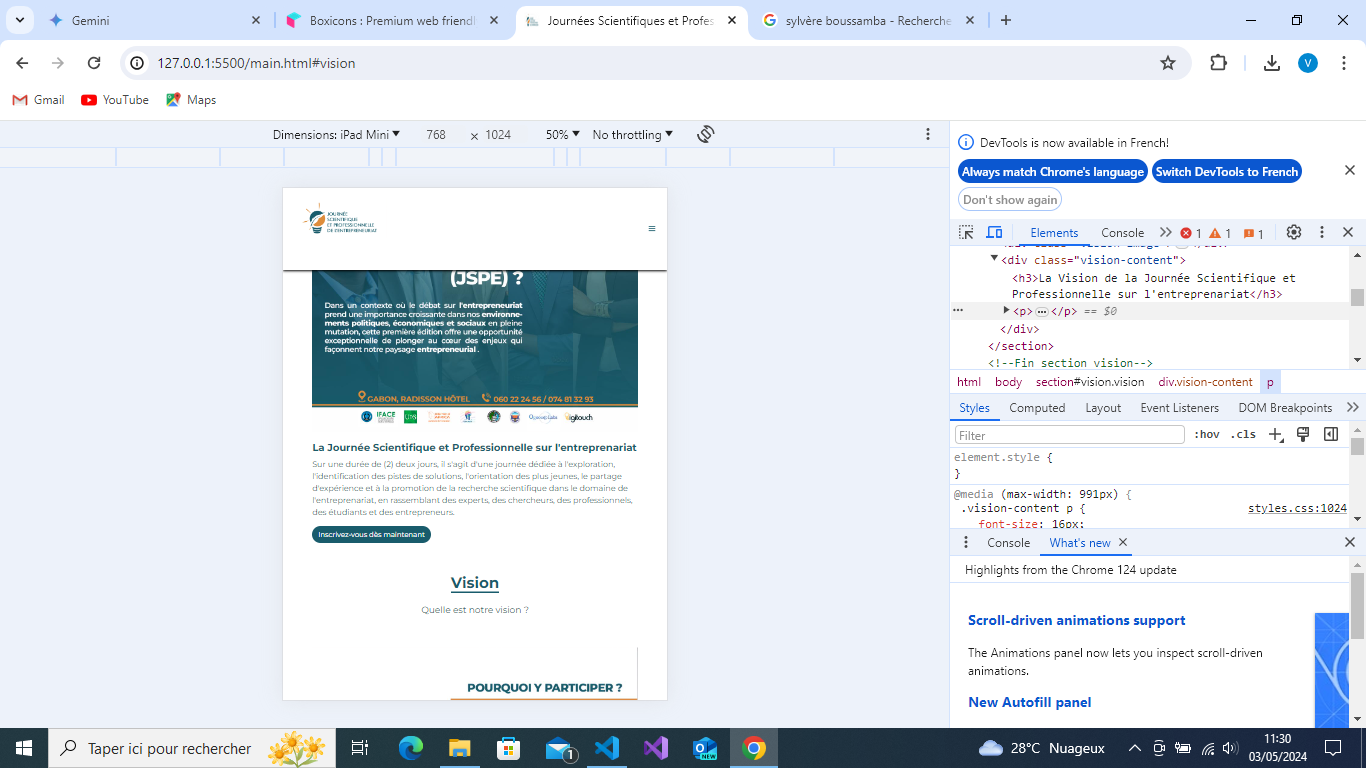 Gemini
Boxicons : Premium web friendl
Journées Scientifiques et Profes
sylvère boussamba - Recherche
127.0.0.1:5500/main.html#vision
V
Gmail
YouTube
Maps
Dimensions: iPad Mini
768
×
1024
50%
No throttling
JOURNÉE
SCIENTIFIQUE
ET PROFESSIONNELLE
DE L'ENTREPRENEURIAT
(JSPE) ?
Dans un contexte où le débat sur l'entrepreneuriat
prend une importance croissante dans nos environne-
ments politiques, économiques et sociaux en pleine
mutation, cette première édition offre une opportunité
exceptionnelle de plonger au cœur des enjeux qui
façonnent notre paysage entrepreneurial .
GABON, RADISSON HÔTEL
060 22 24 56 / 074 81 32 93
IFACE
La Journée Scientifique et Professionnelle sur l'entreprenariat
Sur une durée de (2) deux jours, il s'agit d'une journée dédiée à l'exploration,
l'identification des pistes de solutions, l'orientation des plus jeunes, le partage
d'expérience et à la promotion de la recherche scientifique dans le domaine de
l'entreprenariat, en rassemblant des experts, des chercheurs, des professionnels,
des étudiants et des entrepreneurs.
Inscrivez-vous dès maintenant
Vision
Quelle est notre vision ?
POURQUOI Y PARTICIPER ?
DevTools is now available in French!
Always match Chrome's language
Switch DevTools to French
Don't show again
Elements
Console
1
1
1
<div class="vision-content">
<h3>La Vision de la Journée Scientifique et
Professionnelle sur l'entreprenariat</h3>
<p> … </p> == $0
</div>
</section>
<!--Fin section vision-->
html
body
section#vision.vision
div.vision-content
p
Styles
Computed
Layout
Event Listeners
DOM Breakpoints
Filter
:hov
.cls
element.style {
}
@media (max-width: 991px) {
.vision-content p {
styles.css:1024
font-size: 16px;
Console
What's new
Highlights from the Chrome 124 update
Scroll-driven animations support
The Animations panel now lets you inspect scroll-driven
animations.
New Autofill panel
Taper ici pour rechercher
1
NEW
28°C
Nuageux
11:30
03/05/2024